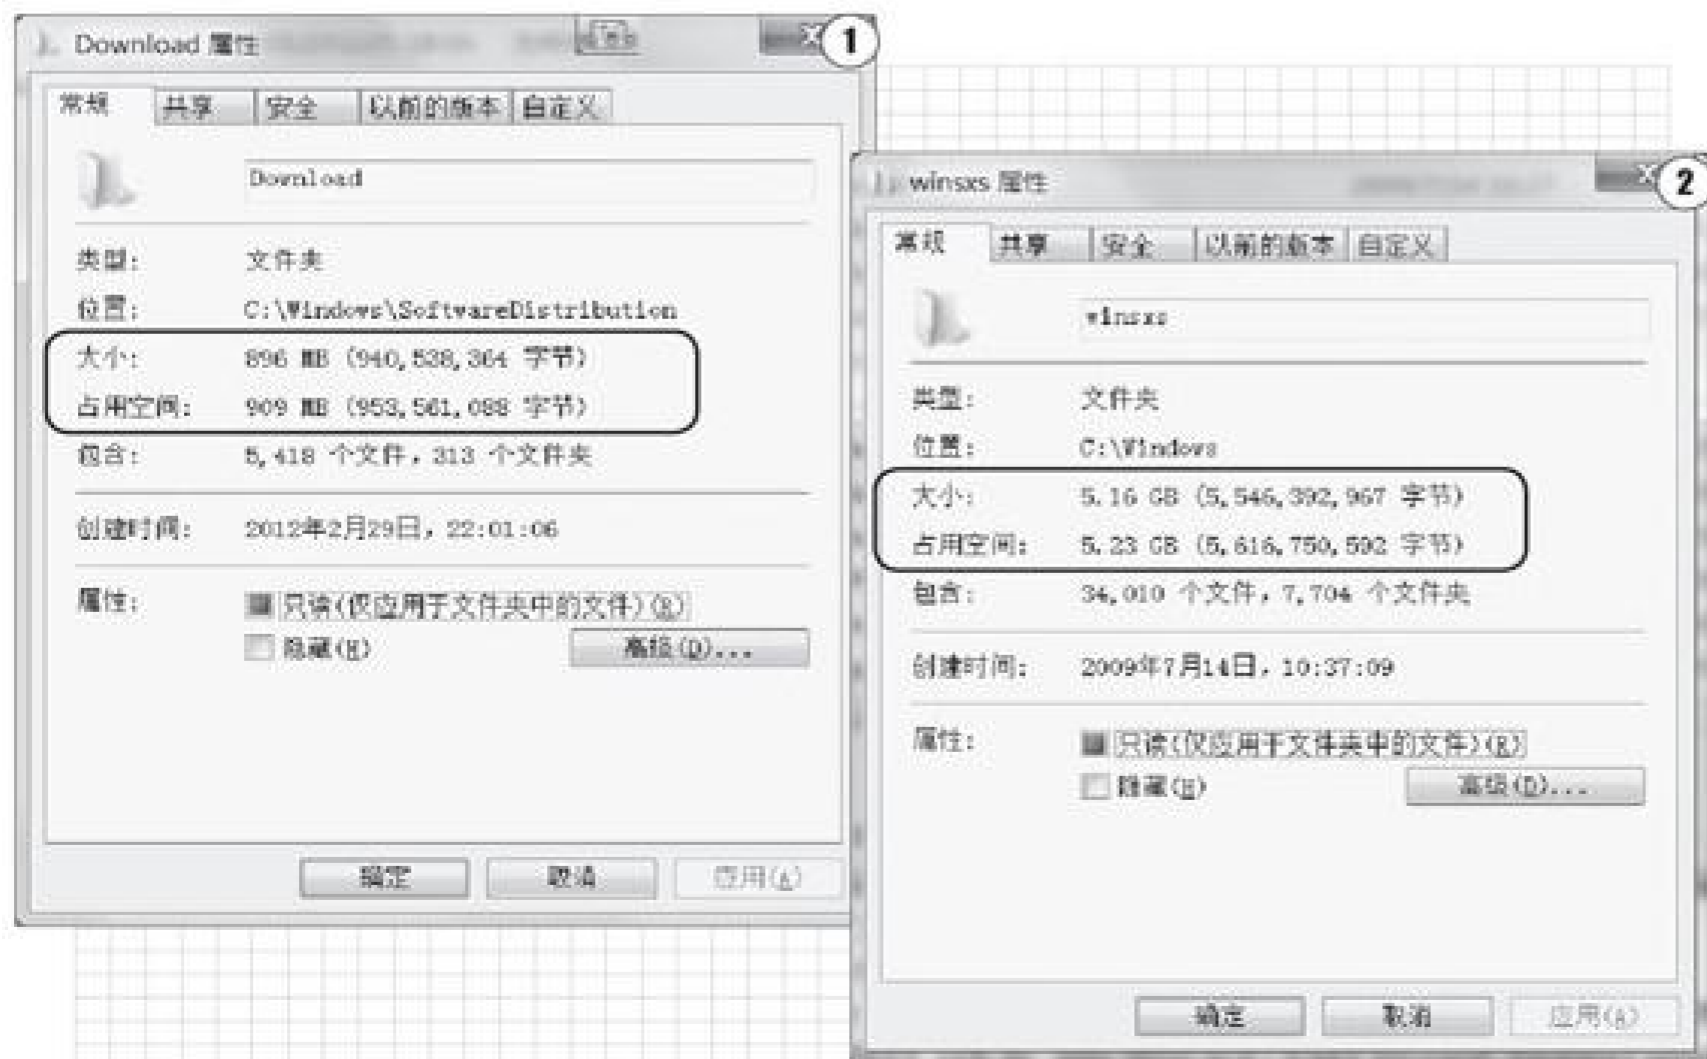 Download 属性
1
常规 共享 安全 以前的版本 自定义
Download
类型: 文件夹
位置: C:\Windows\SoftwareDistribution
大小: 896 MB (940,538,364 字节)
占用空间: 909 MB (953,561,088 字节)
包含: 5,418 个文件, 313 个文件夹
创建时间: 2012年2月29日, 22:01:06
属性: 只读(仅应用于文件夹中的文件)(R)
隐藏(H) 高级(D)...
确定 取消 应用(A)
winsxs 属性
2
常规 共享 安全 以前的版本 自定义
winsxs
类型: 文件夹
位置: C:\Windows
大小: 5.16 GB (5,546,392,967 字节)
占用空间: 5.23 GB (5,616,750,592 字节)
包含: 34,010 个文件, 7,704 个文件夹
创建时间: 2009年7月14日, 10:37:09
属性: 只读(仅应用于文件夹中的文件)(R)
隐藏(H) 高级(D)...
确定 取消 应用(A)